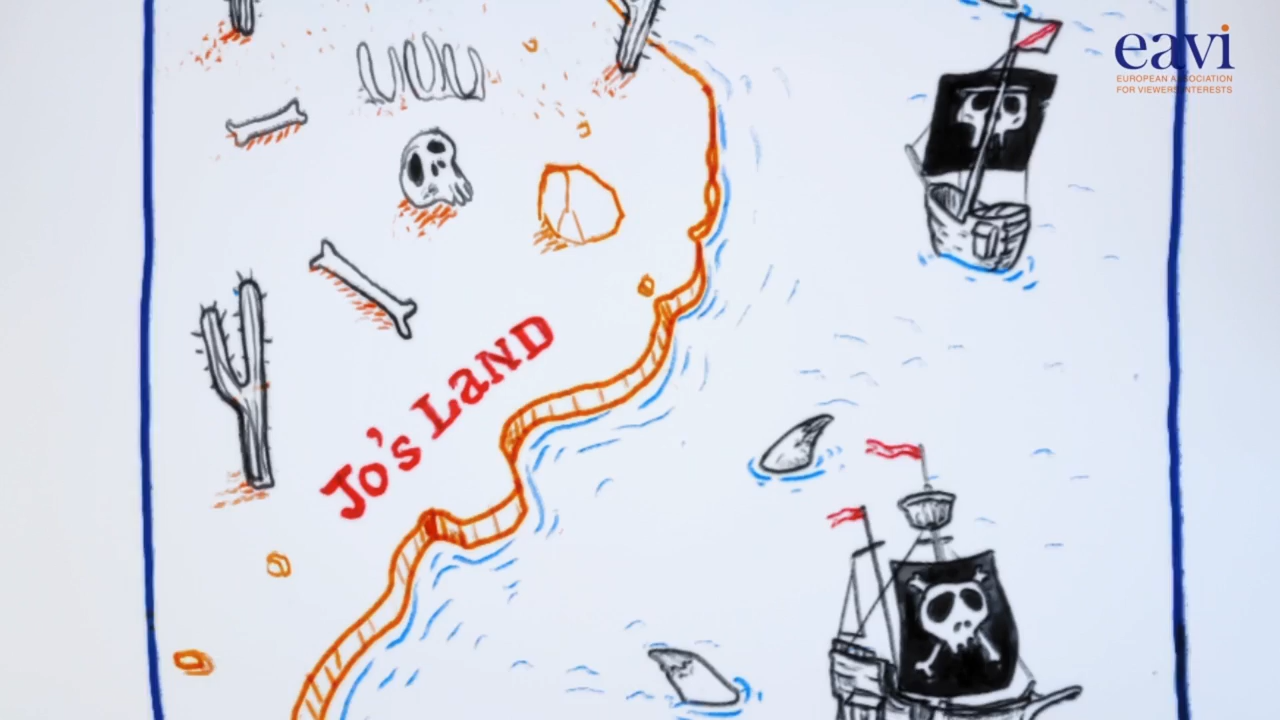 eavi
EUROPEAN ASSOCIATION
FOR VIEWERS INTERESTS
Jo's LaND